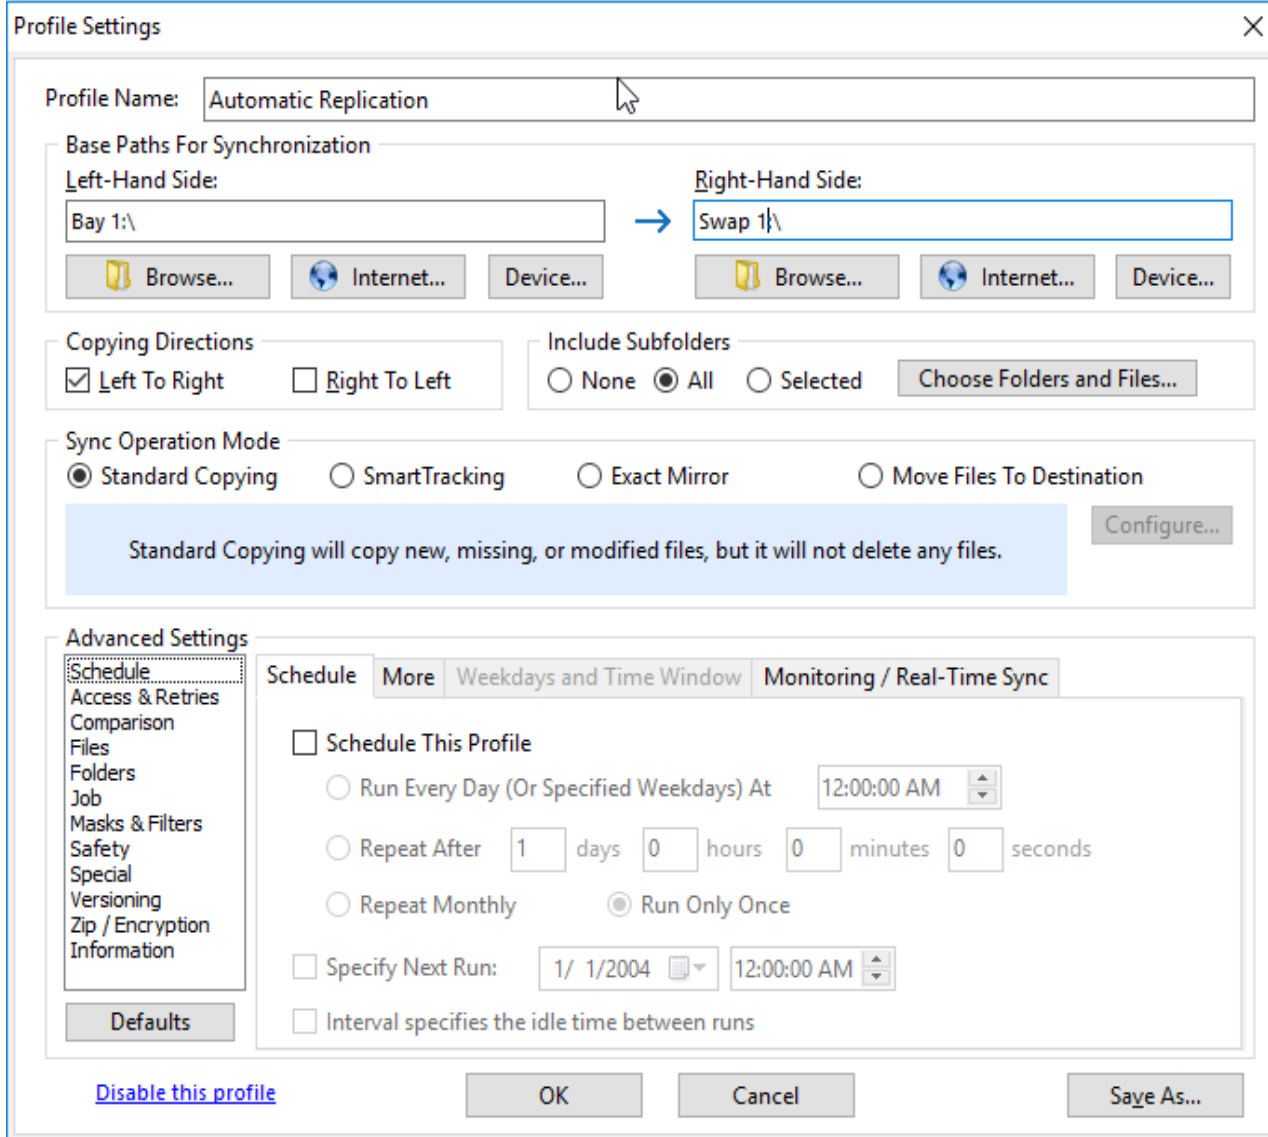 Profile Settings
Profile Name: Automatic Replication
Base Paths For Synchronization
Left-Hand Side: Right-Hand Side:
Bay 1:\ Swap 1:\
Browse... Internet... Device... Browse... Internet... Device...
Copying Directions Include Subfolders
Left To Right Right To Left None All Selected Choose Folders and Files...
Sync Operation Mode
Standard Copying SmartTracking Exact Mirror Move Files To Destination
Configure...
Standard Copying will copy new, missing, or modified files, but it will not delete any files.
Advanced Settings
Schedule
Access & Retries
Comparison
Files
Folders
Job
Masks & Filters
Safety
Special
Versioning
Zip / Encryption
Information
Defaults
Schedule More Weekdays and Time Window Monitoring / Real-Time Sync
Schedule This Profile
Run Every Day (Or Specified Weekdays) At 12:00:00 AM
Repeat After 1 days 0 hours 0 minutes 0 seconds
Repeat Monthly Run Only Once
Specify Next Run: 1/ 1/2004 12:00:00 AM
Interval specifies the idle time between runs
Disable this profile OK Cancel Save As...